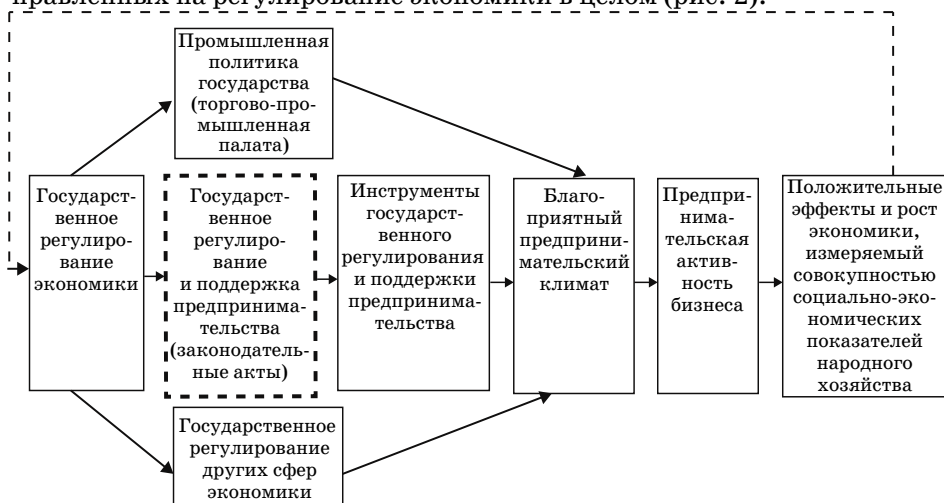 правленных на регулирование экономики в целом (рис. 2).
Промышленная
политика
государства
(торгово-про-
мышленная
палата)
Государст-
венное
регулиро-
вание
экономики
Государст-
венное
регулиро-
вание
и поддержка
предпринима-
тельства
(законодатель-
ные акты)
Инструменты
государст-
венного
регулирования
и поддержки
предпринима-
тельства
Благо-
приятный
предприни-
мательский
климат
Предпри-
нима-
тельская
актив-
ность
бизнеса
Положительные
эффекты и рост
экономики,
измеряемый
совокупностью
социально-эко-
номических
показателей
народного
хозяйства
Государственное
регулирование
других сфер
экономики